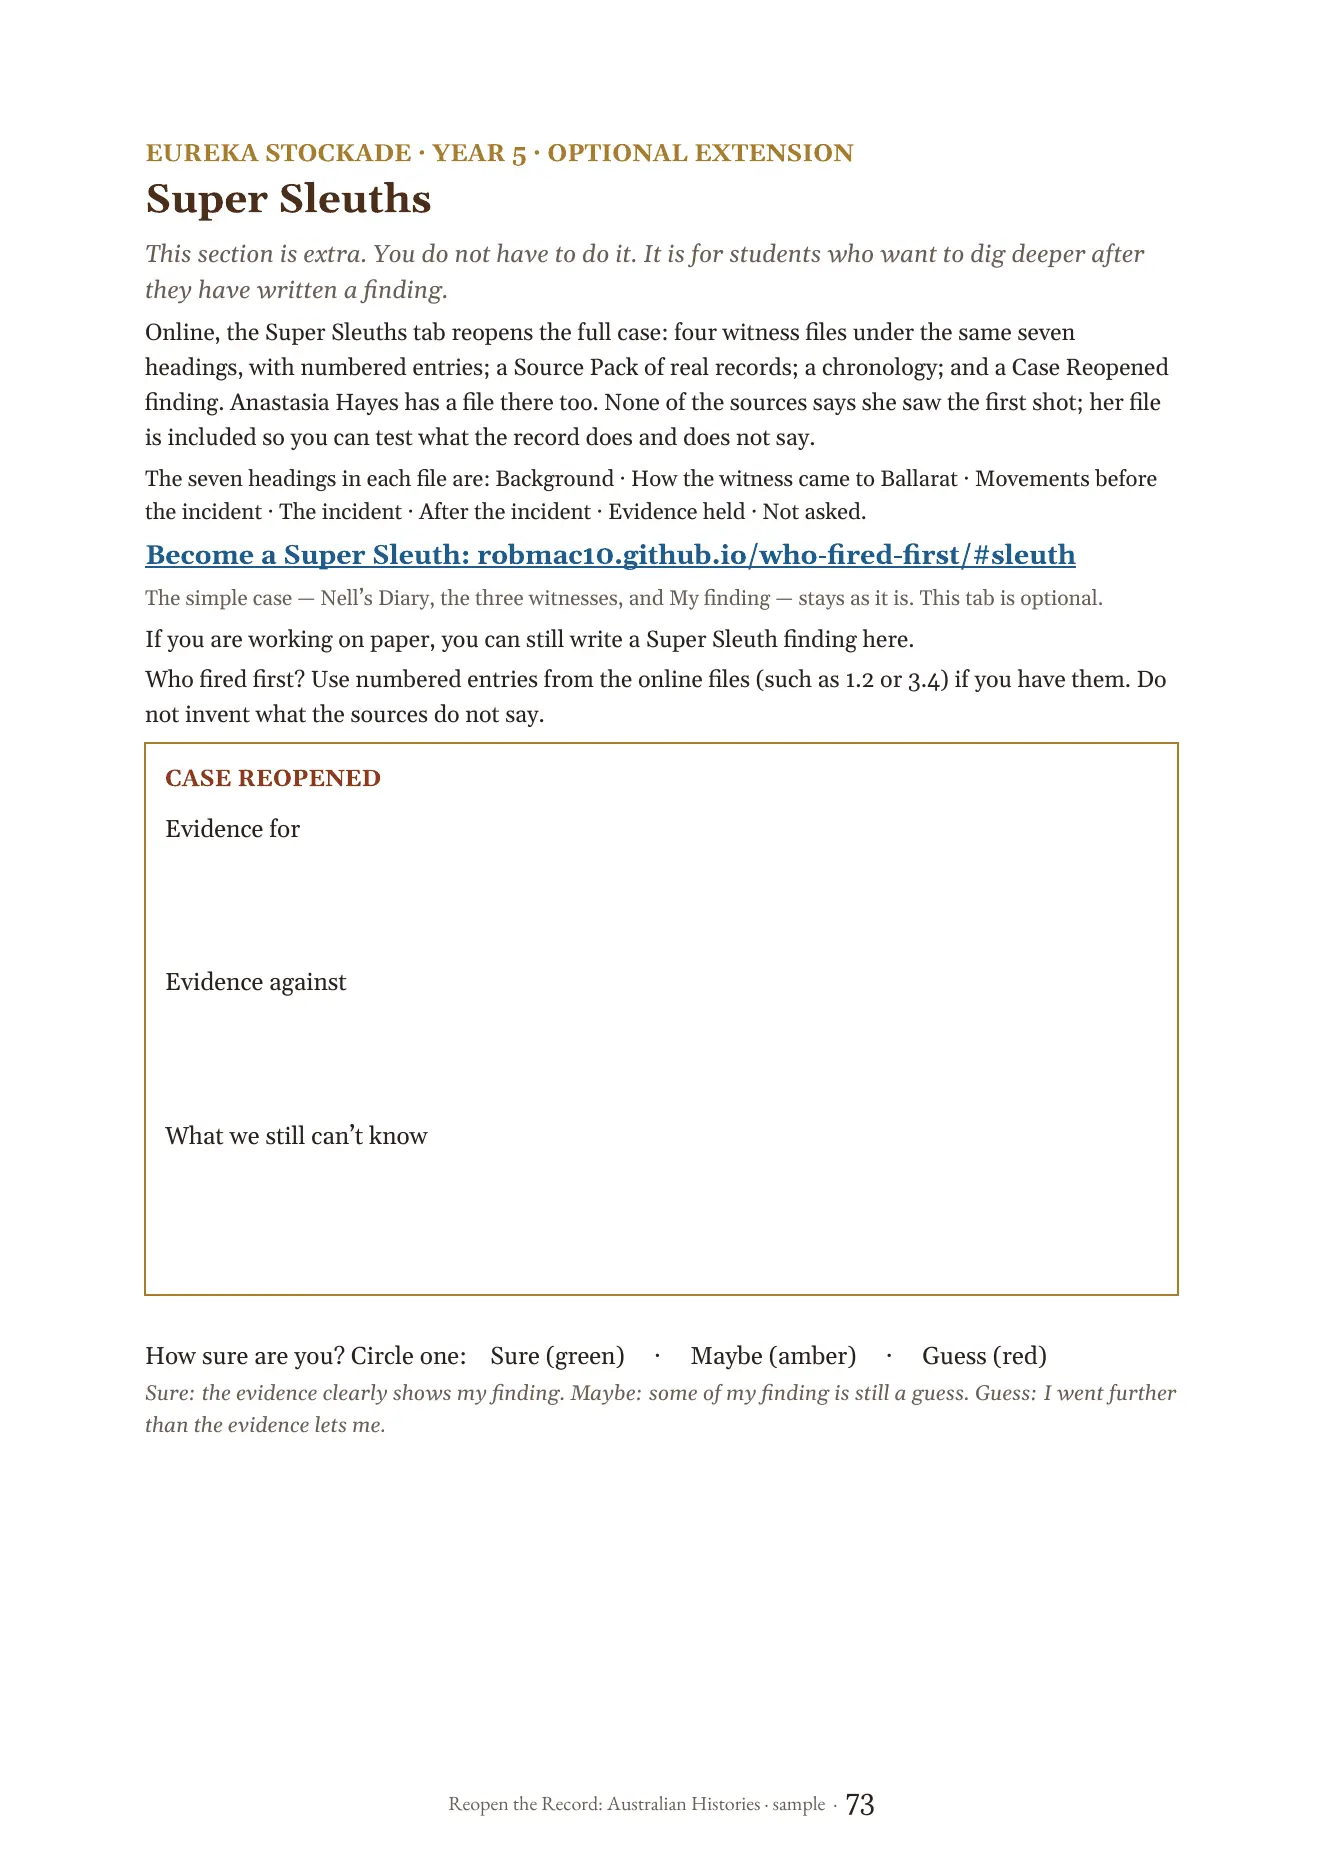 EUREKA STOCKADE · YEAR 5 · OPTIONAL EXTENSION
Super Sleuths
This section is extra. You do not have to do it. It is for students who want to dig deeper after
they have written a finding.
Online, the Super Sleuths tab reopens the full case: four witness files under the same seven
headings, with numbered entries; a Source Pack of real records; a chronology; and a Case Reopened
finding. Anastasia Hayes has a file there too. None of the sources says she saw the first shot; her file
is included so you can test what the record does and does not say.
The seven headings in each file are: Background · How the witness came to Ballarat · Movements before
the incident · The incident · After the incident · Evidence held · Not asked.
Become a Super Sleuth: robmac10.github.io/who-fired-first/#sleuth
The simple case — Nell’s Diary, the three witnesses, and My finding — stays as it is. This tab is optional.
If you are working on paper, you can still write a Super Sleuth finding here.
Who fired first? Use numbered entries from the online files (such as 1.2 or 3.4) if you have them. Do
not invent what the sources do not say.
CASE REOPENED
Evidence for
Evidence against
What we still can’t know
How sure are you? Circle one: Sure (green) · Maybe (amber) · Guess (red)
Sure: the evidence clearly shows my finding. Maybe: some of my finding is still a guess. Guess: I went further
than the evidence lets me.
Reopen the Record: Australian Histories · sample · 73